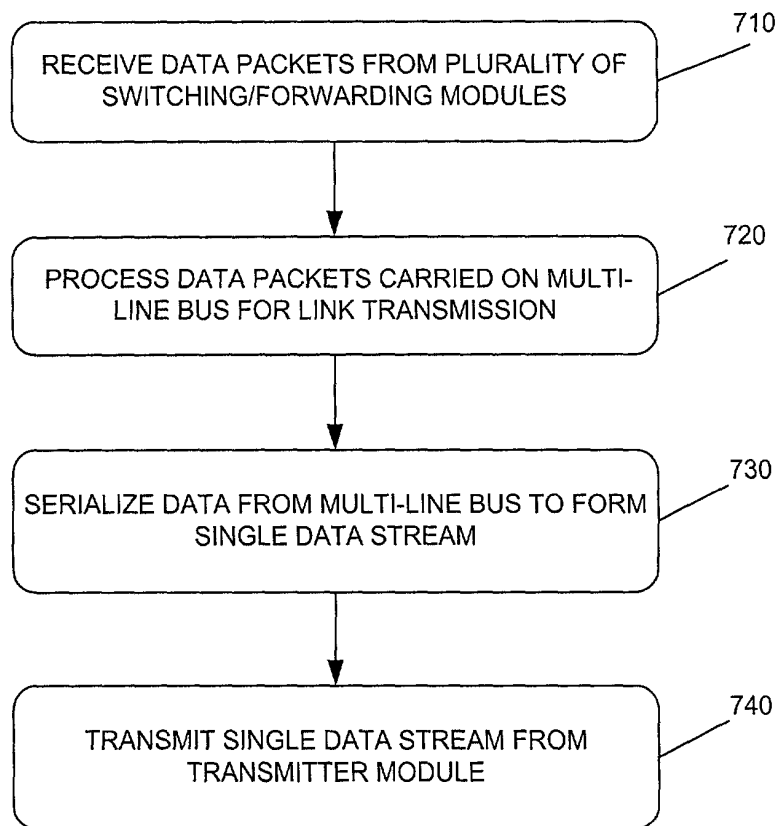 710
RECEIVE DATA PACKETS FROM PLURALITY OF
SWITCHING/FORWARDING MODULES
720
PROCESS DATA PACKETS CARRIED ON MULTI-
LINE BUS FOR LINK TRANSMISSION
730
SERIALIZE DATA FROM MULTI-LINE BUS TO FORM
SINGLE DATA STREAM
740
TRANSMIT SINGLE DATA STREAM FROM
TRANSMITTER MODULE